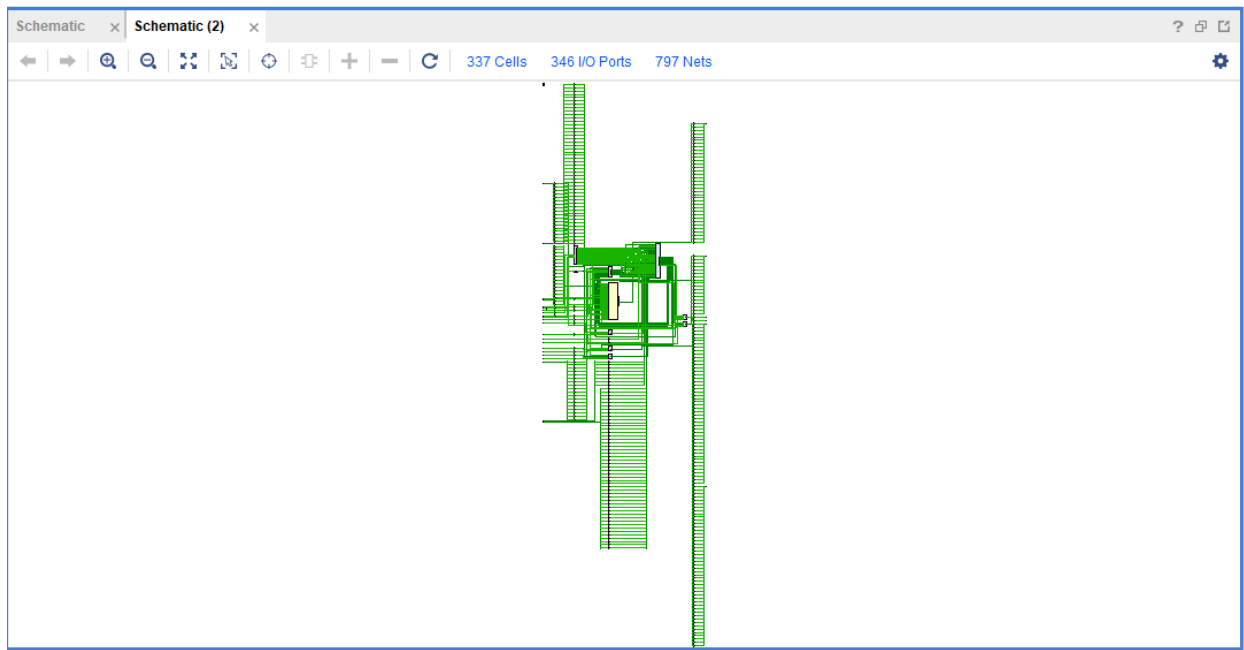 Schematic × Schematic (2) × ?
337 Cells 346 I/O Ports 797 Nets